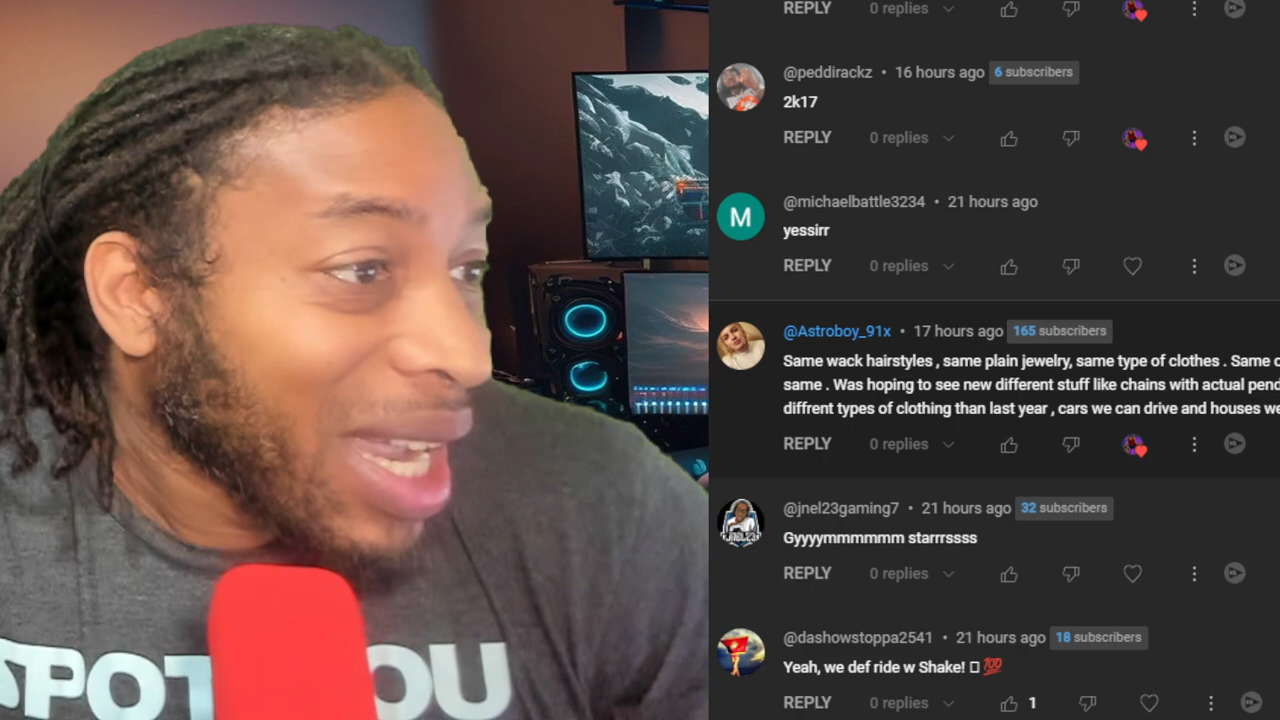 REPLY 0 replies
@peddirackz • 16 hours ago 6 subscribers
2k17
REPLY 0 replies
M @michaelbattle3234 • 21 hours ago
yessirr
REPLY 0 replies
@Astroboy_91x • 17 hours ago 165 subscribers
Same wack hairstyles , same plain jewelry, same type of clothes . Same
same . Was hoping to see new different stuff like chains with actual
diffrent types of clothing than last year , cars we can drive and houses
REPLY 0 replies
@jnel23gaming7 • 21 hours ago 32 subscribers
JNEL23
Gyyyymmmmmm starrrssss
REPLY 0 replies
@dashowstoppa2541 • 21 hours ago 18 subscribers
Yeah, we def ride w Shake! 💯
REPLY 0 replies 1
SPOT OU